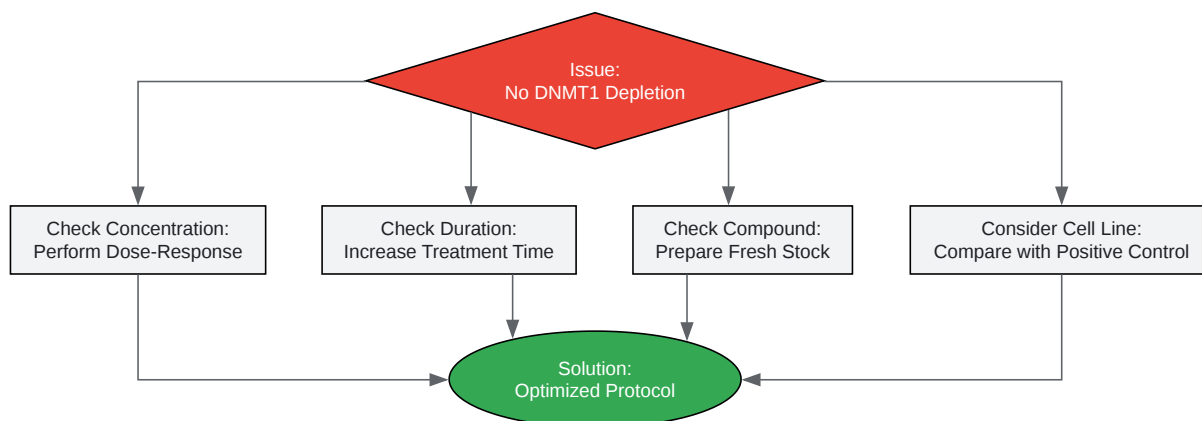 Issue:
No DNMT1 Depletion
Check Concentration:
Perform Dose-Response
Check Duration:
Increase Treatment Time
Check Compound:
Prepare Fresh Stock
Consider Cell Line:
Compare with Positive Control
Solution:
Optimized Protocol